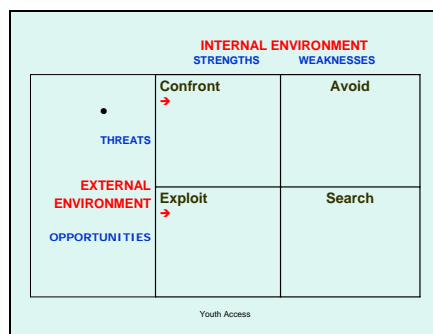 INTERNAL ENVIRONMENT
STRENGTHS WEAKNESSES
Confront Avoid
➔
•
THREATS
EXTERNAL
ENVIRONMENT
Exploit Search
➔
OPPORTUNITIES
Youth Access